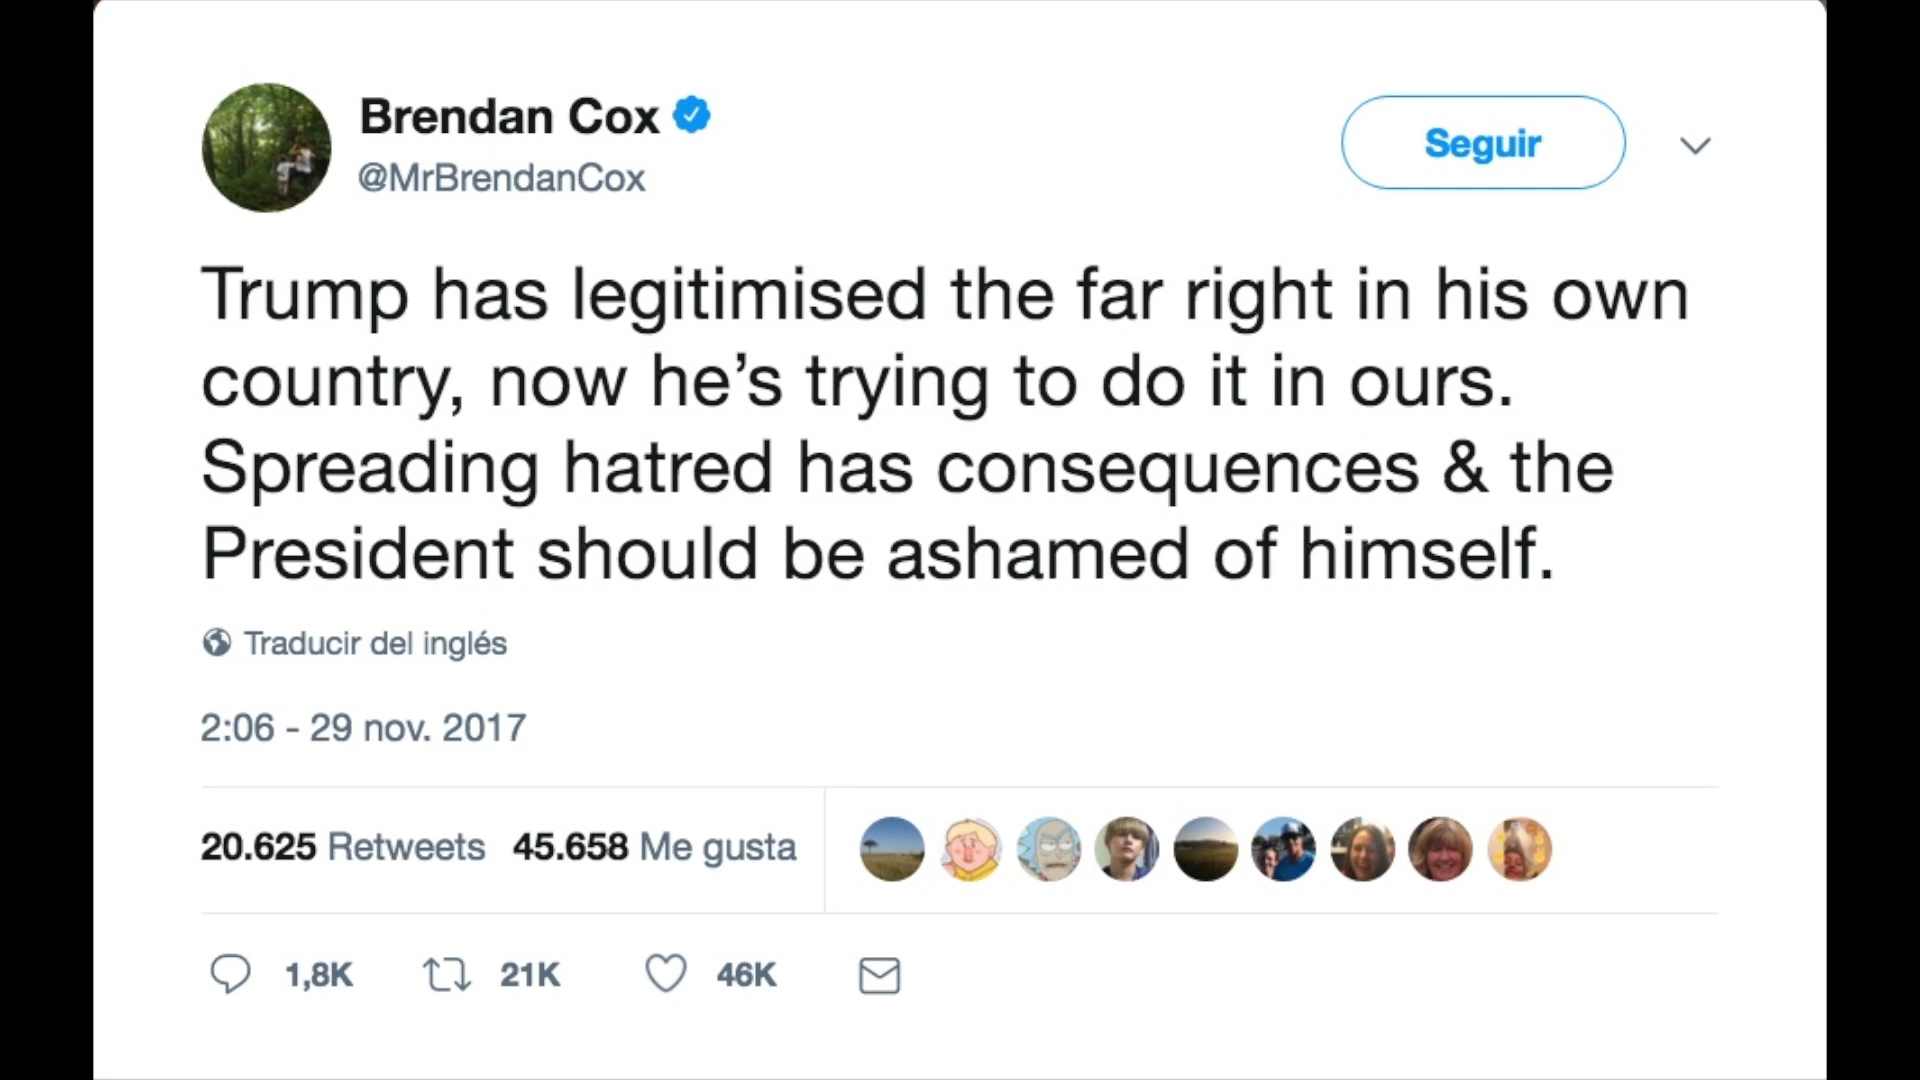 Brendan Cox
@MrBrendanCox
Seguir
Trump has legitimised the far right in his own
country, now he’s trying to do it in ours.
Spreading hatred has consequences & the
President should be ashamed of himself.
Traducir del inglés
2:06 - 29 nov. 2017
20.625 Retweets 45.658 Me gusta
1,8K 21K 46K